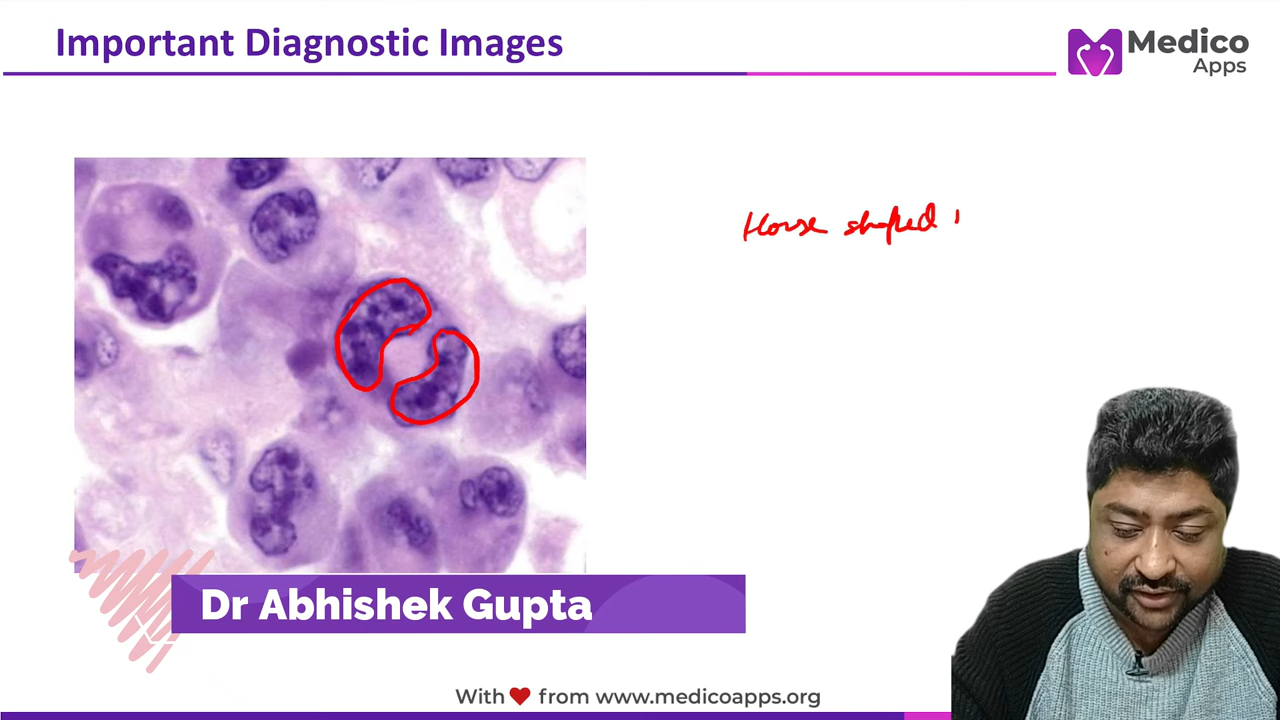 Important Diagnostic Images
Medico
Apps
Horse shaped
Dr Abhishek Gupta
With from www.medicoapps.org